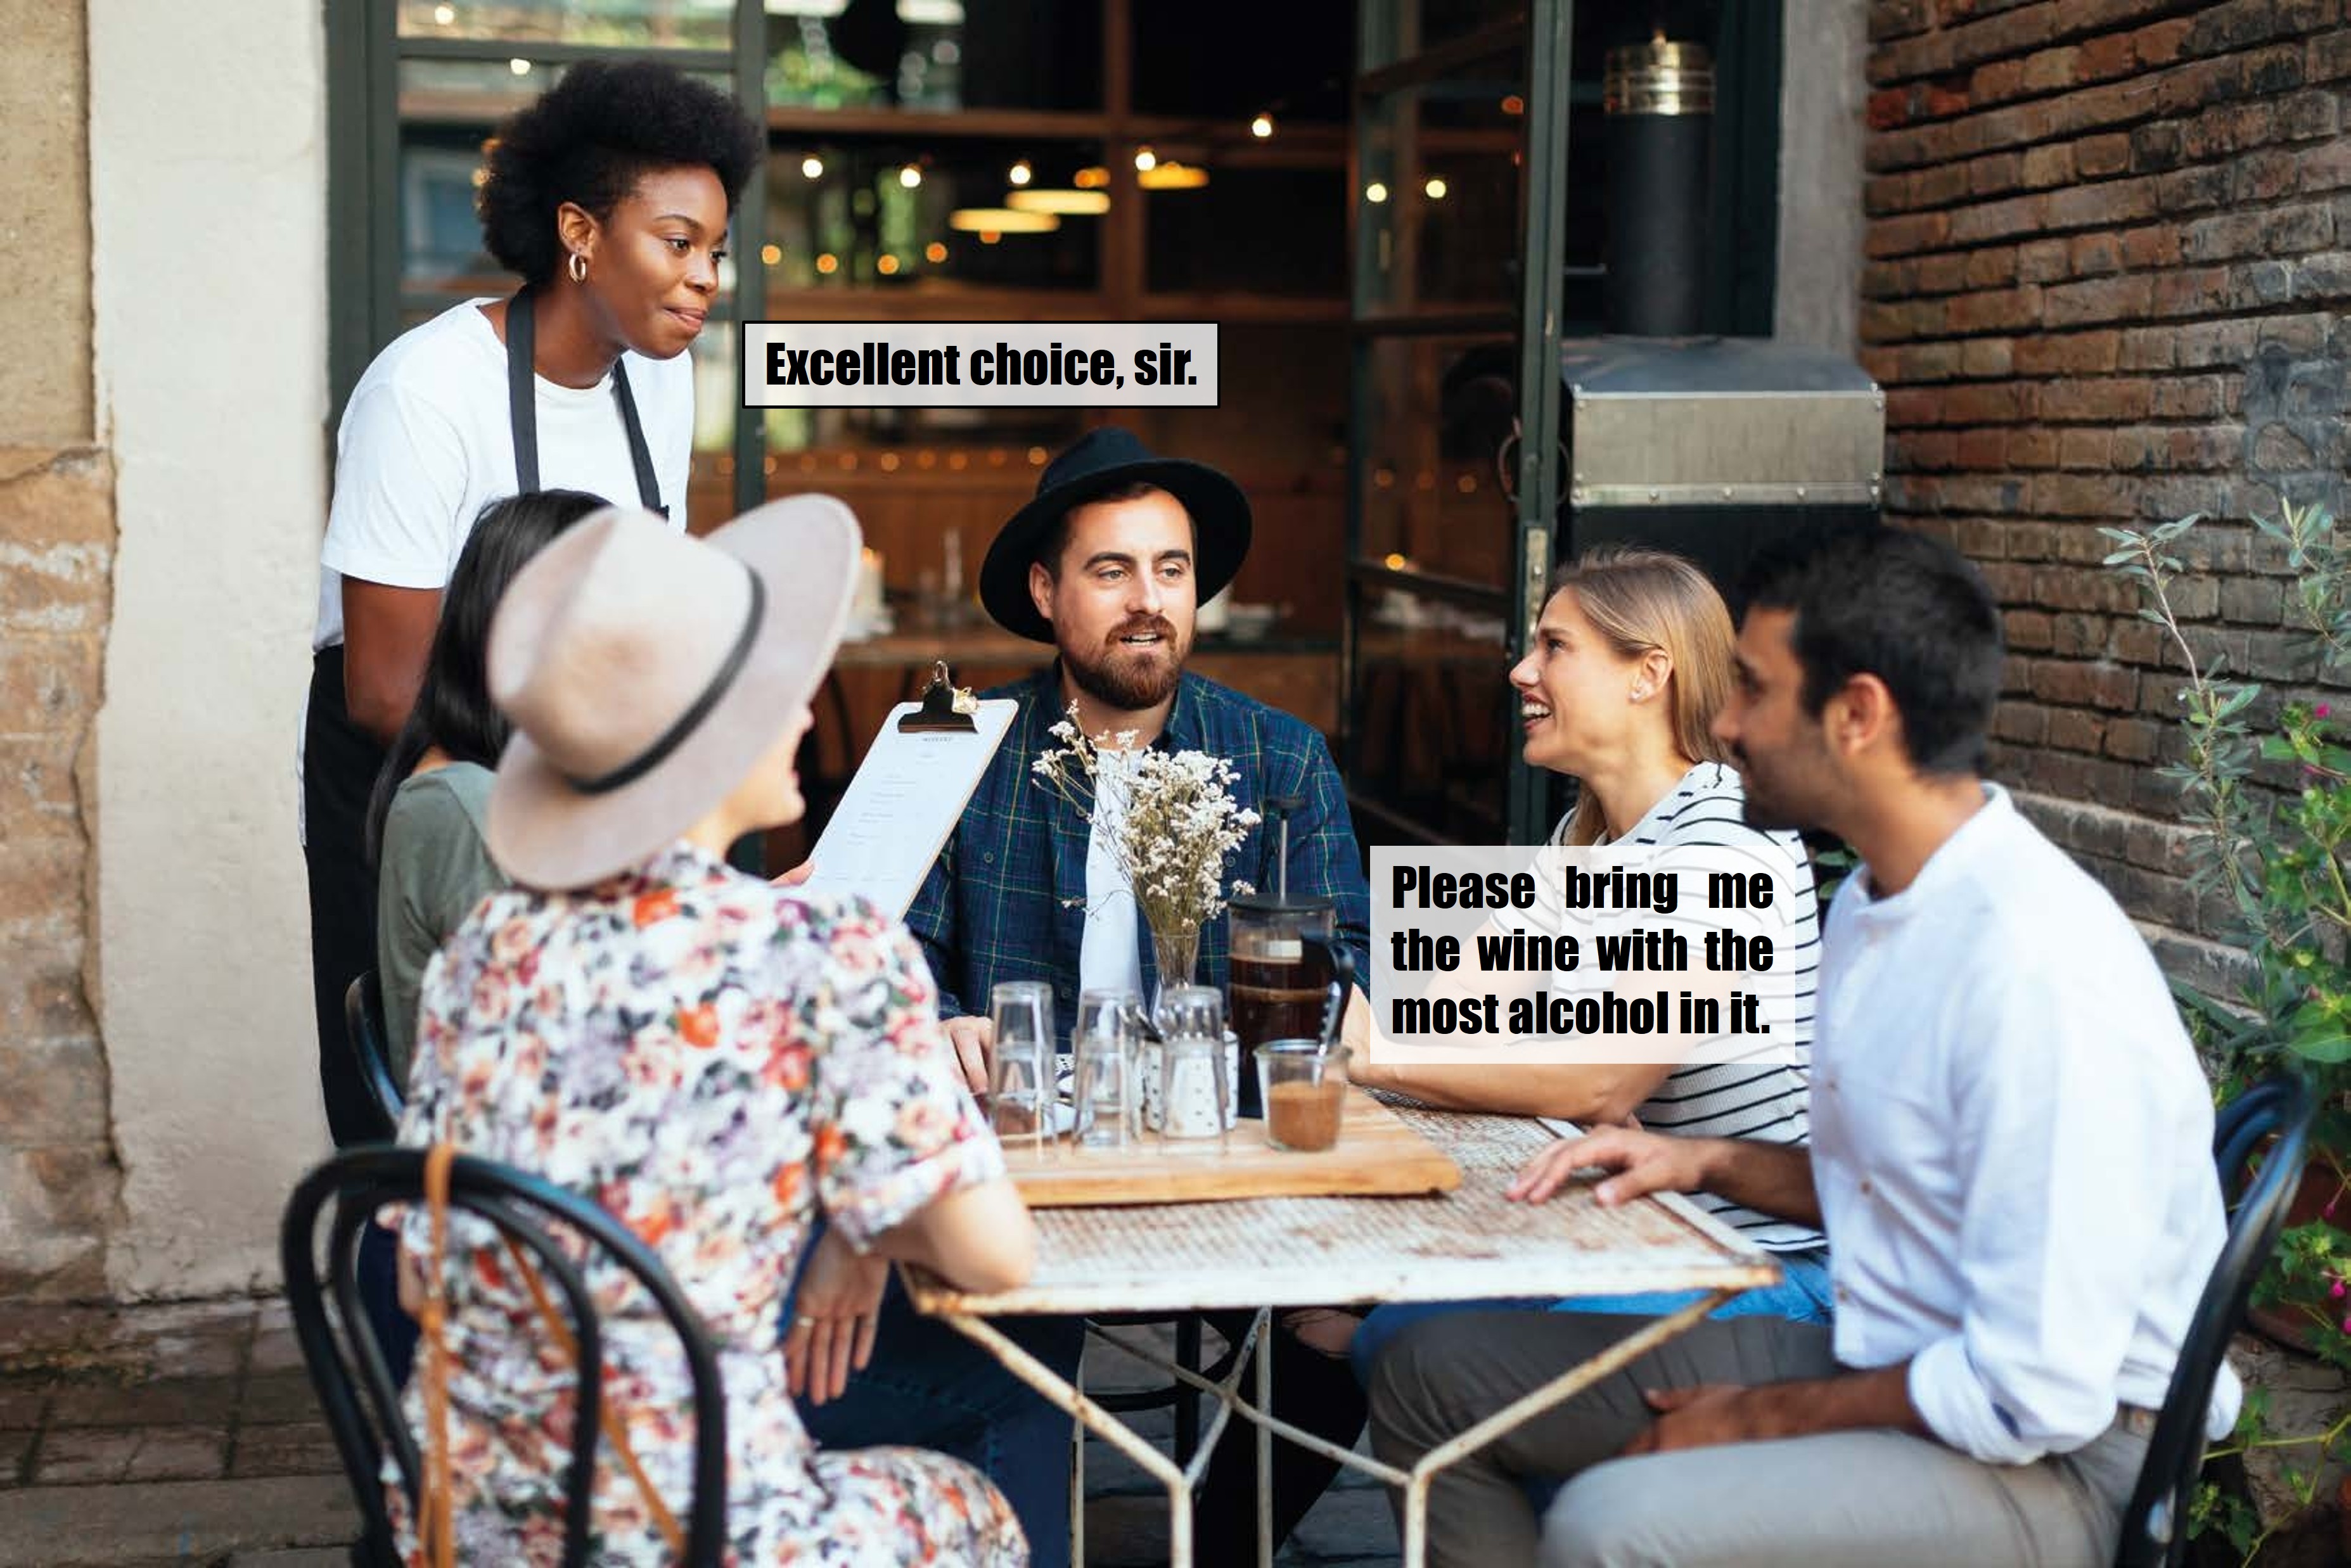 Excellent choice, sir.
Please bring me
the wine with the
most alcohol in it.